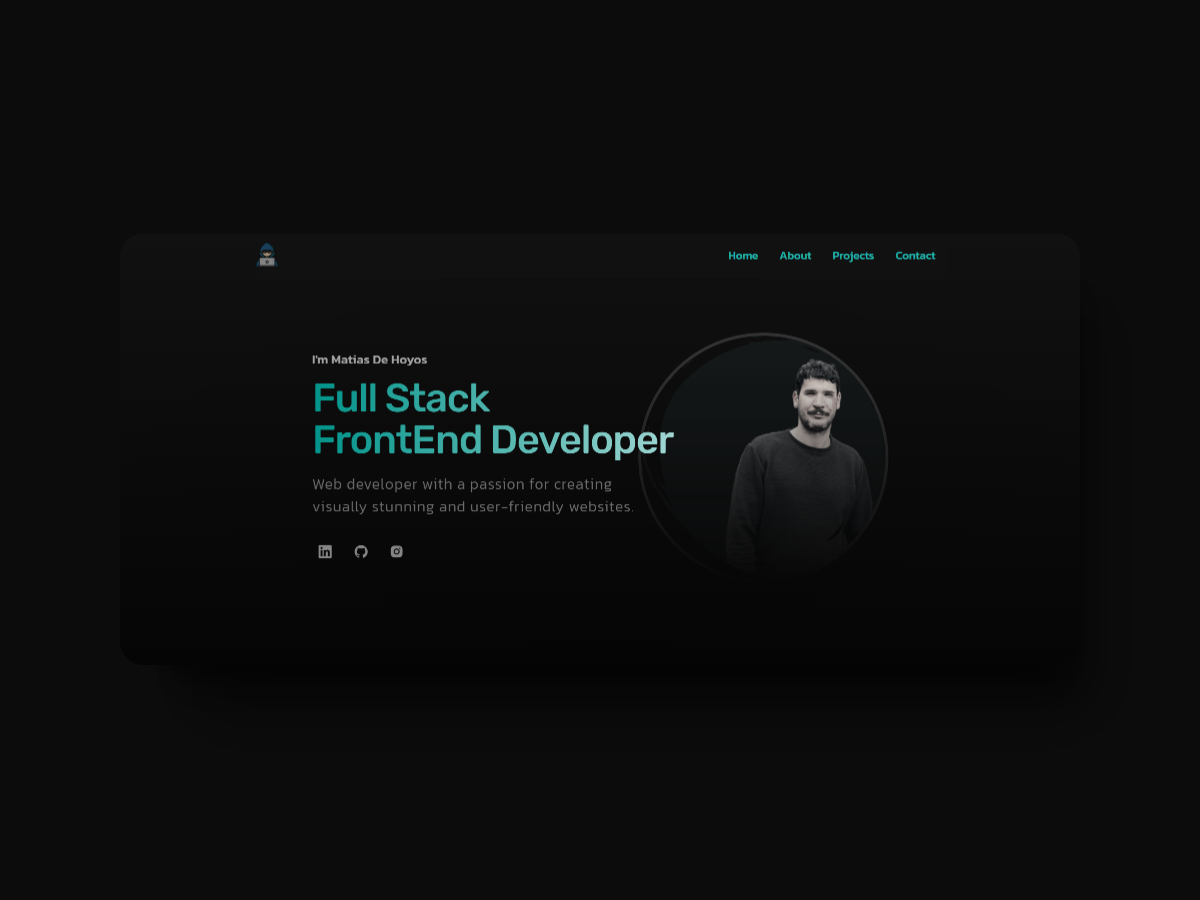 Home About Projects Contact
I'm Matias De Hoyos
Full Stack
FrontEnd Developer
Web developer with a passion for creating
visually stunning and user-friendly websites.